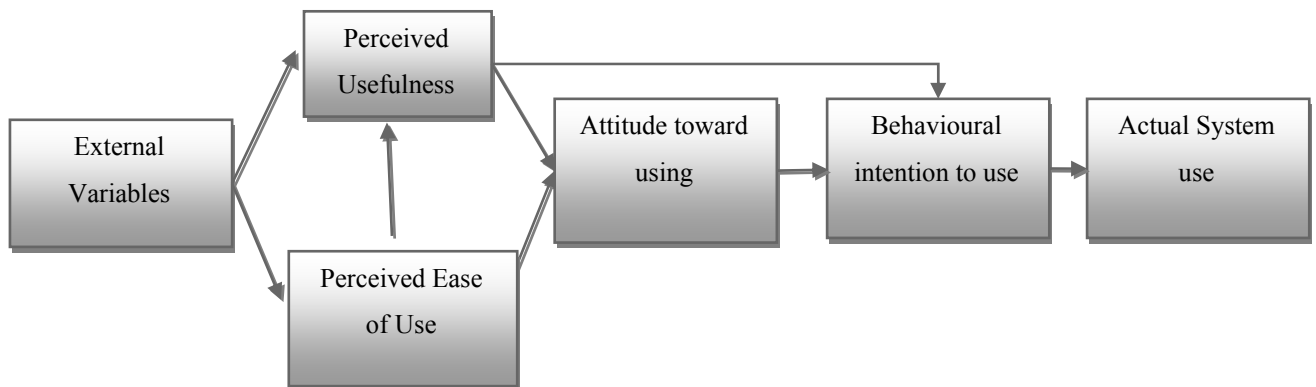 External
Variables
Perceived
Usefulness
Perceived Ease
of Use
Attitude toward
using
Behavioural
intention to use
Actual System
use